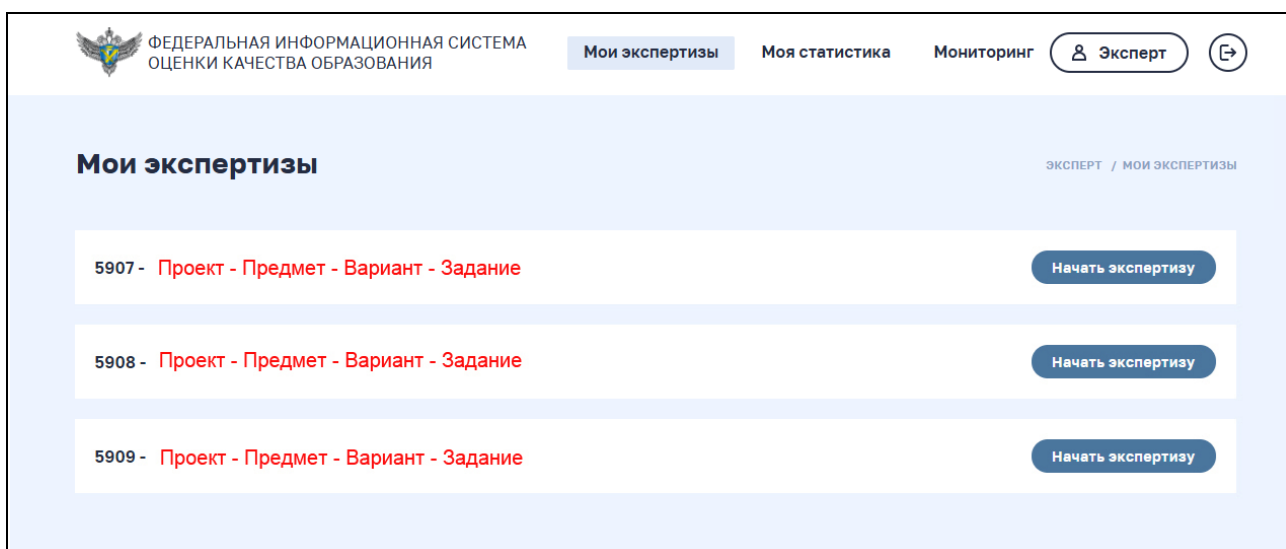 ФЕДЕРАЛЬНАЯ ИНФОРМАЦИОННАЯ СИСТЕМА
ОЦЕНКИ КАЧЕСТВА ОБРАЗОВАНИЯ
Мои экспертизы
Моя статистика
Мониторинг
Эксперт
Мои экспертизы
ЭКСПЕРТ / МОИ ЭКСПЕРТИЗЫ
5907 - Проект - Предмет - Вариант - Задание
Начать экспертизу
5908 - Проект - Предмет - Вариант - Задание
Начать экспертизу
5909 - Проект - Предмет - Вариант - Задание
Начать экспертизу